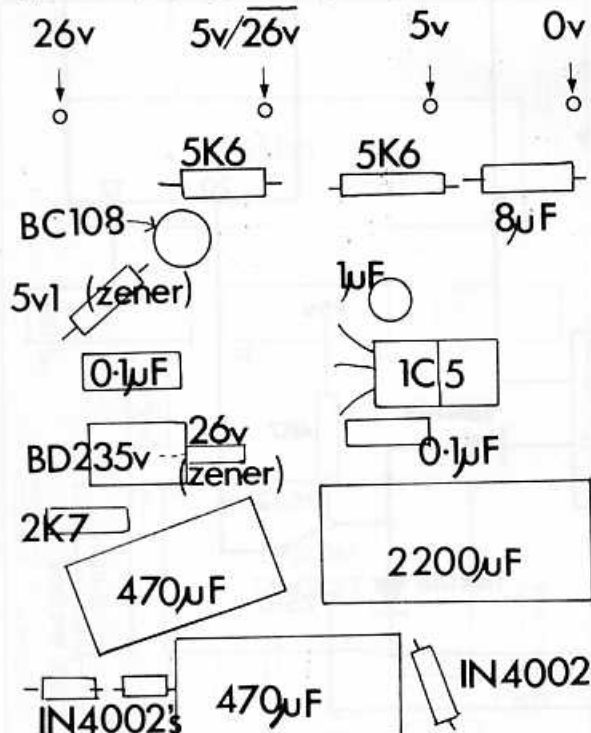 26v 5v/26v 5v 0v
5K6 5K6
8µF
BC108
5v1 (zener) 1µF
0·1µF 1C 5
26v
BD235v (zener) 0·1µF
2K7
470µF 2200µF
IN4002's 470µF IN4002